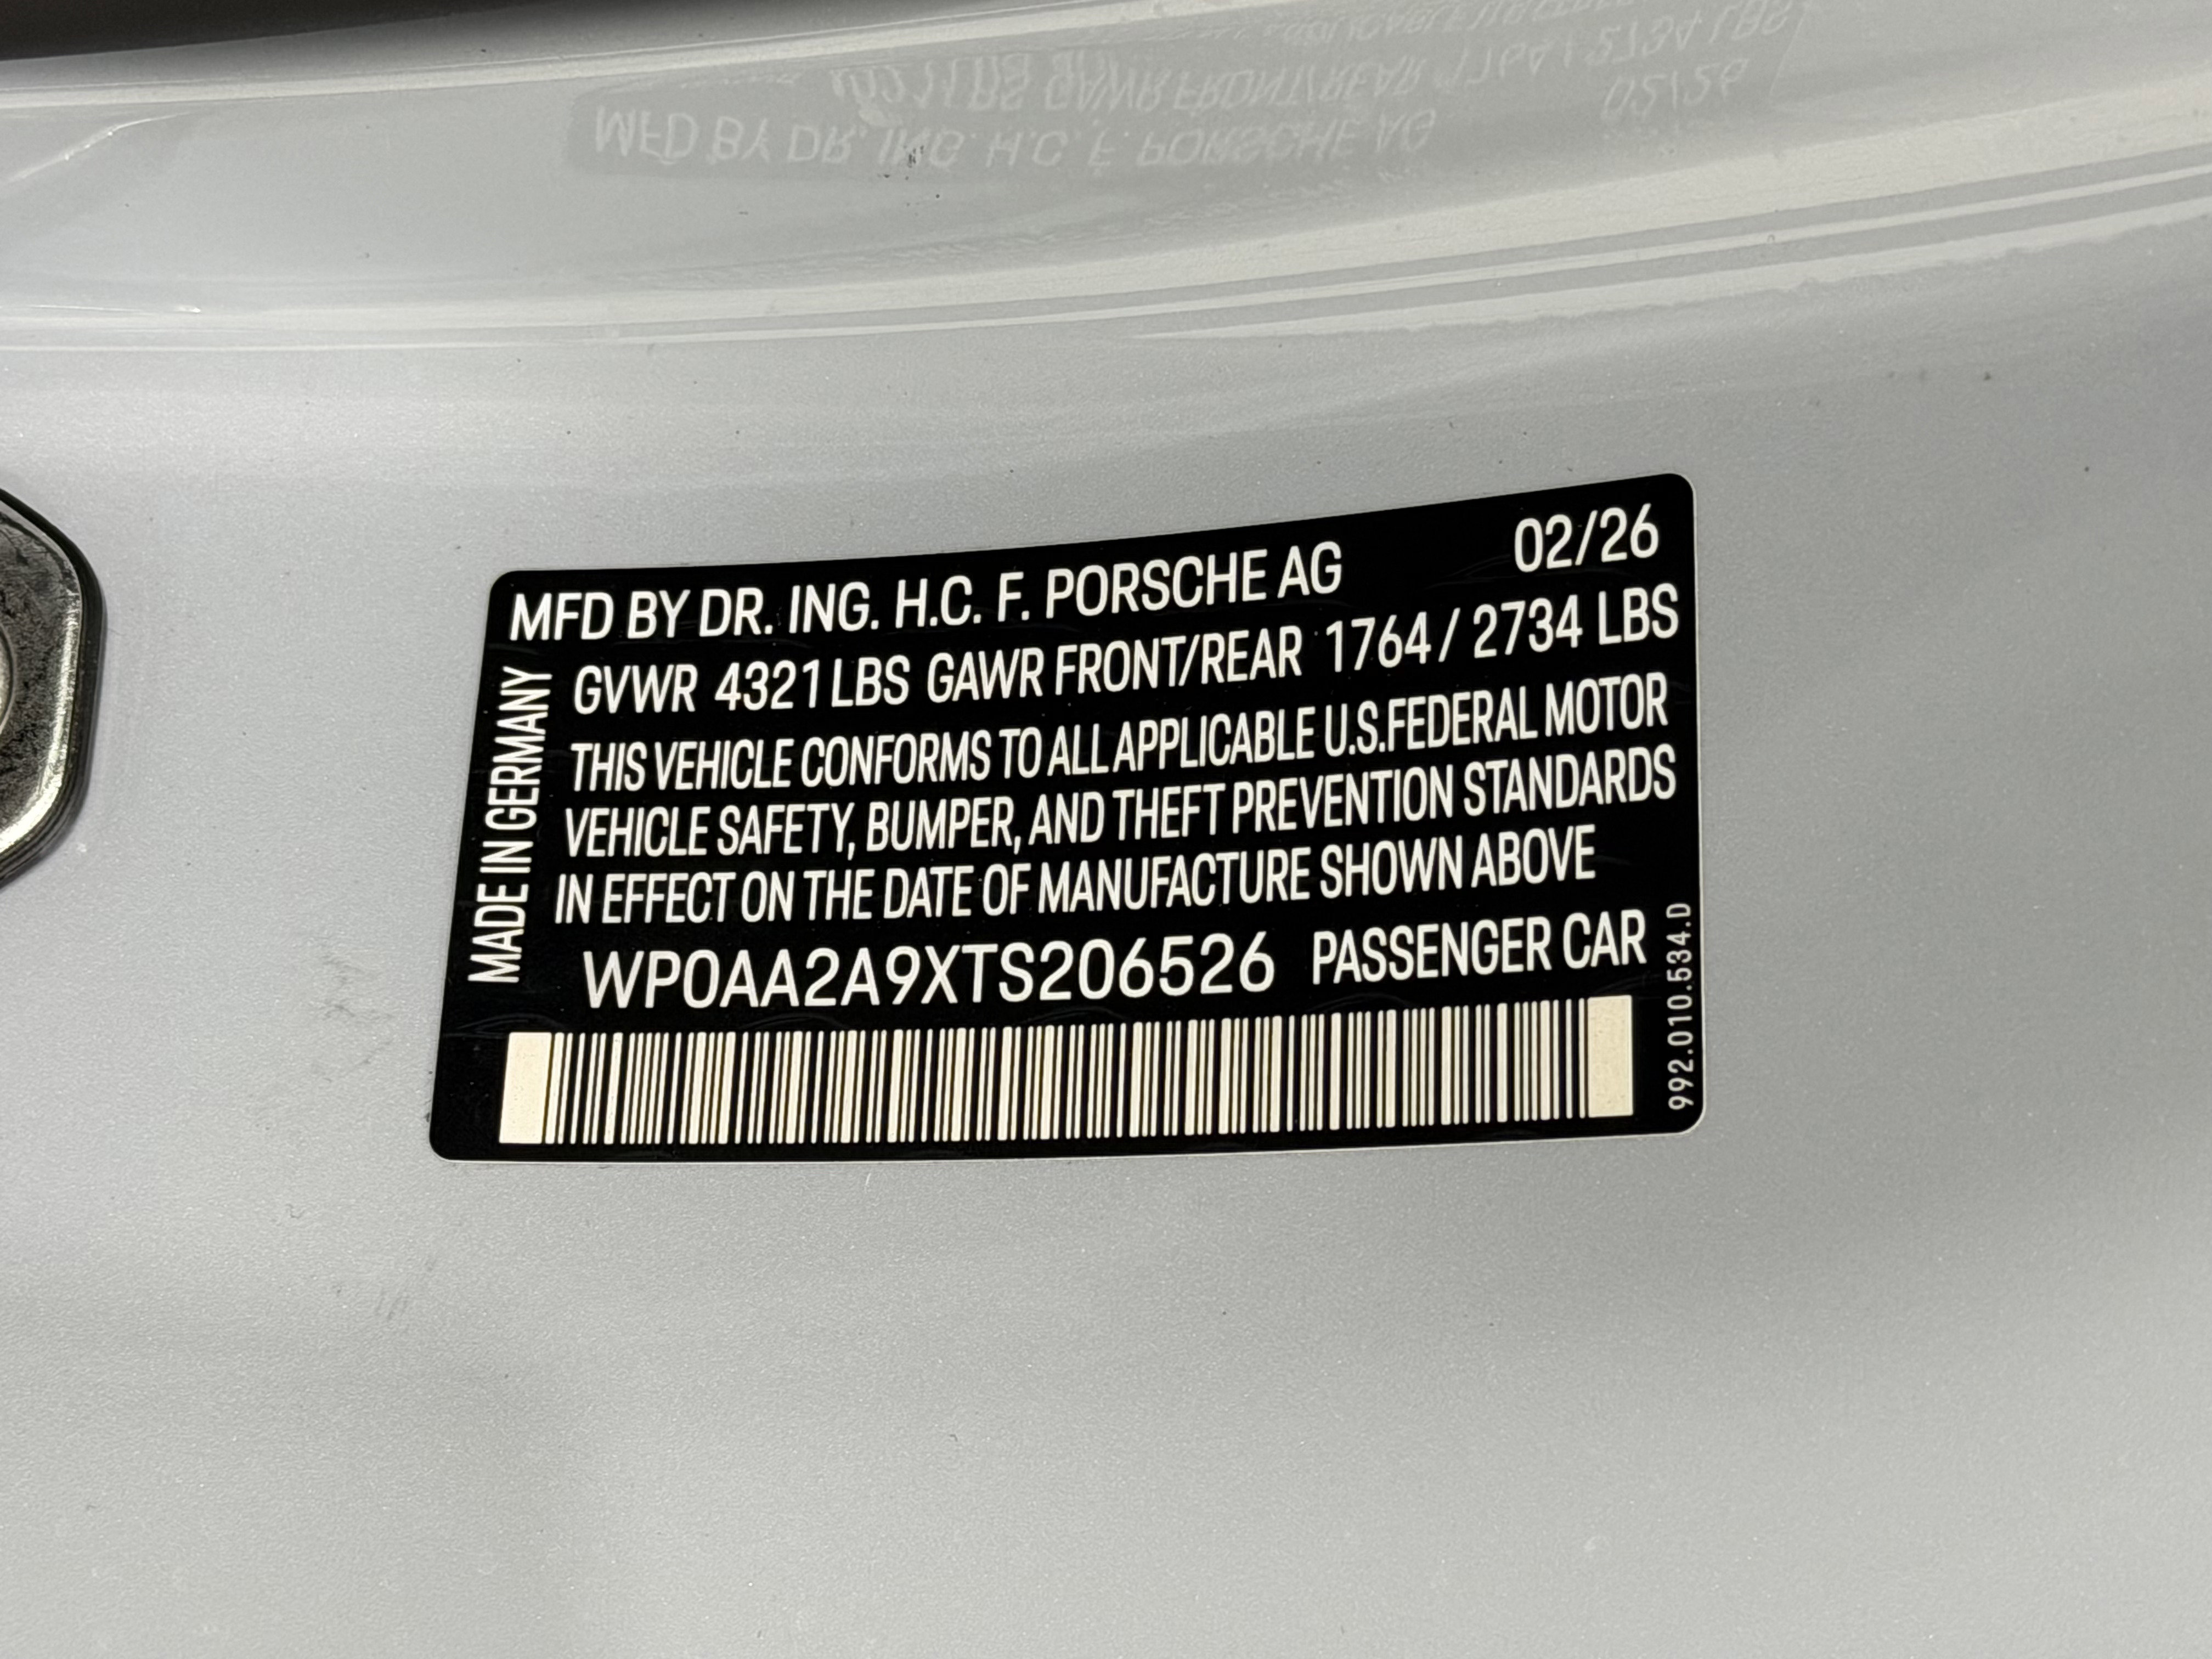 MFD BY DR. ING. H.C. F. PORSCHE AG 02/26
GVWR 4321 LBS GAWR FRONT/REAR 1764 / 2734 LBS
THIS VEHICLE CONFORMS TO ALL APPLICABLE U.S.FEDERAL MOTOR
VEHICLE SAFETY, BUMPER, AND THEFT PREVENTION STANDARDS
IN EFFECT ON THE DATE OF MANUFACTURE SHOWN ABOVE
WP0AA2A9XTS206526 PASSENGER CAR
MADE IN GERMANY
992.010.534.D